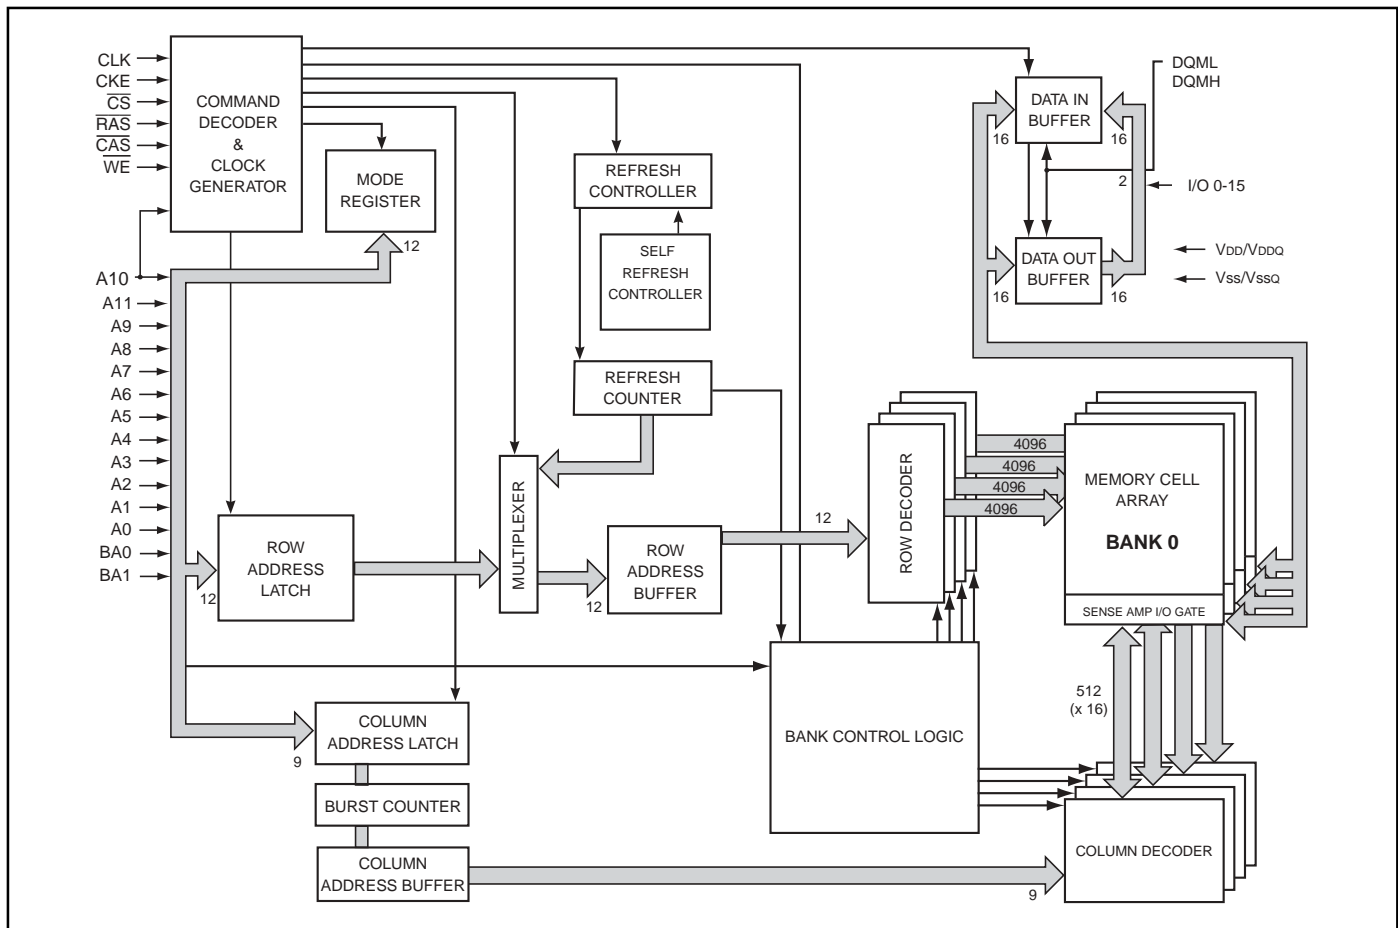 CLK
CKE
CS
RAS
CAS
WE
A10
A11
A9
A8
A7
A6
A5
A4
A3
A2
A1
A0
BA0
BA1
COMMAND
DECODER
&
CLOCK
GENERATOR
MODE
REGISTER
12
REFRESH
CONTROLLER
SELF
REFRESH
CONTROLLER
REFRESH
COUNTER
DATA IN
BUFFER
16
16
DQML
DQMH
2
I/O 0-15
DATA OUT
BUFFER
16
16
VDD/VDDQ
Vss/VssQ
MULTIPLEXER
ROW
ADDRESS
LATCH
12
ROW
ADDRESS
BUFFER
12
12
ROW DECODER
4096
4096
4096
4096
MEMORY CELL
ARRAY
BANK 0
SENSE AMP I/O GATE
512
(x 16)
BANK CONTROL LOGIC
COLUMN
ADDRESS LATCH
9
BURST COUNTER
COLUMN
ADDRESS BUFFER
9
COLUMN DECODER